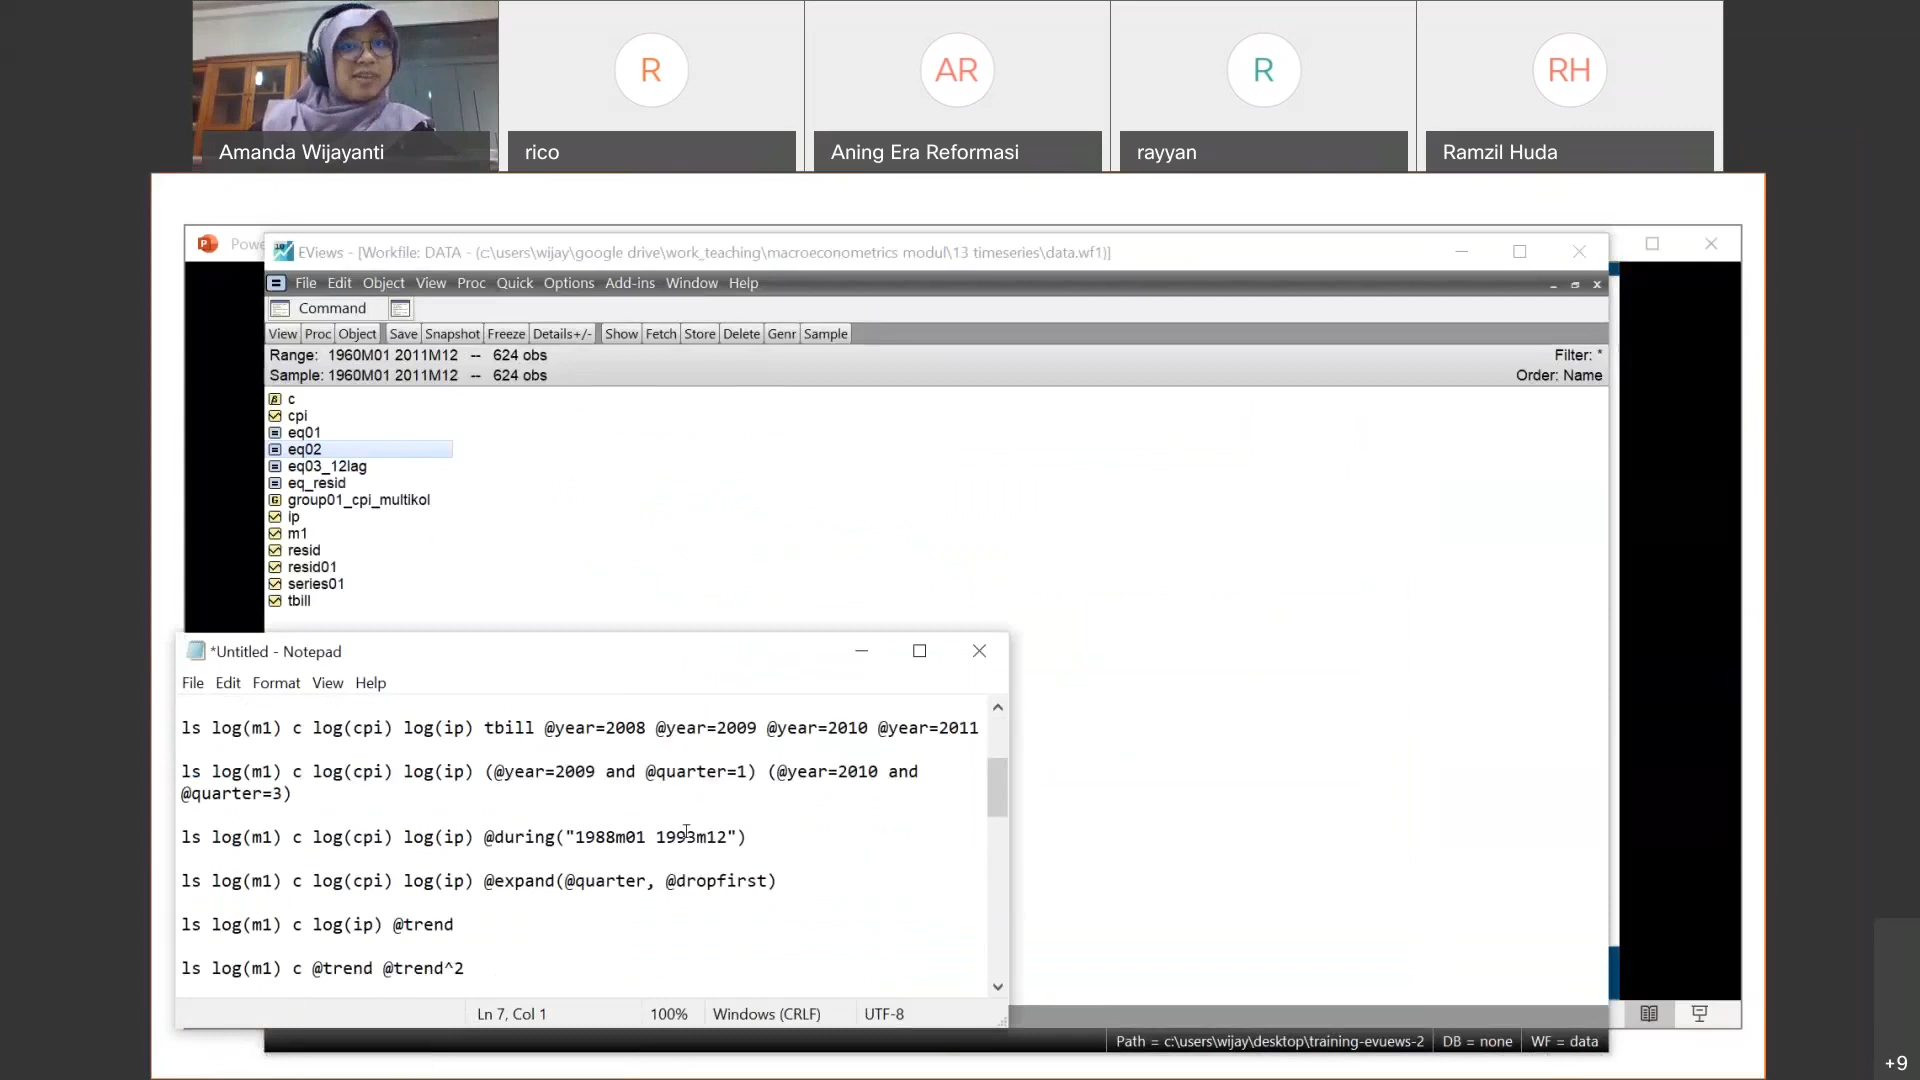 R
AR
R
RH
Amanda Wijayanti
rico
Aning Era Reformasi
rayyan
Ramzil Huda
EViews - [Workfile: DATA - (c:\users\wijay\google drive\work_teaching\macroeconometrics modul\13 timeseries\data.wf1)]
File Edit Object View Proc Quick Options Add-ins Window Help
Command
View Proc Object Save Snapshot Freeze Details+/- Show Fetch Store Delete Genr Sample
Range: 1960M01 2011M12 -- 624 obs
Filter: *
Sample: 1960M01 2011M12 -- 624 obs
Order: Name
c
cpi
eq01
eq02
eq03_12lag
eq_resid
group01_cpi_multikol
ip
m1
resid
resid01
series01
tbill
*Untitled - Notepad
File Edit Format View Help
ls log(m1) c log(cpi) log(ip) tbill @year=2008 @year=2009 @year=2010 @year=2011
ls log(m1) c log(cpi) log(ip) (@year=2009 and @quarter=1) (@year=2010 and
@quarter=3)
ls log(m1) c log(cpi) log(ip) @during("1988m01 1993m12")
ls log(m1) c log(cpi) log(ip) @expand(@quarter, @dropfirst)
ls log(m1) c log(ip) @trend
ls log(m1) c @trend @trend^2
Ln 7, Col 1 100% Windows (CRLF) UTF-8
Path = c:\users\wijay\desktop\training-evuews-2 DB = none WF = data
+9